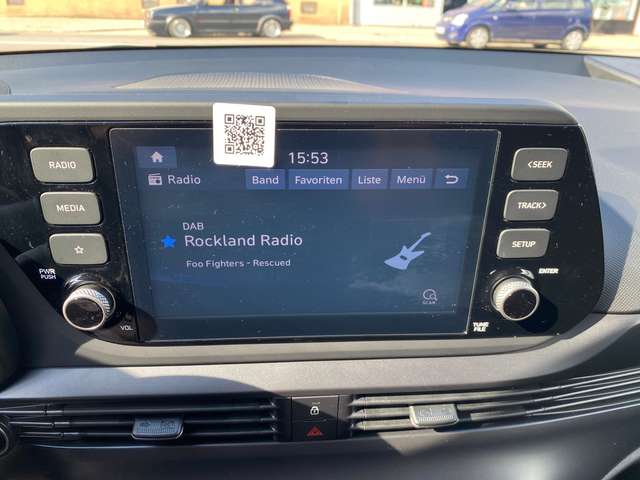 15:53
Radio Band Favoriten Liste Menü
DAB
Rockland Radio
Foo Fighters - Rescued
SCAN
RADIO
MEDIA
PWR
PUSH
VOL
<SEEK
TRACK>
SETUP
ENTER
TUNE
FILE